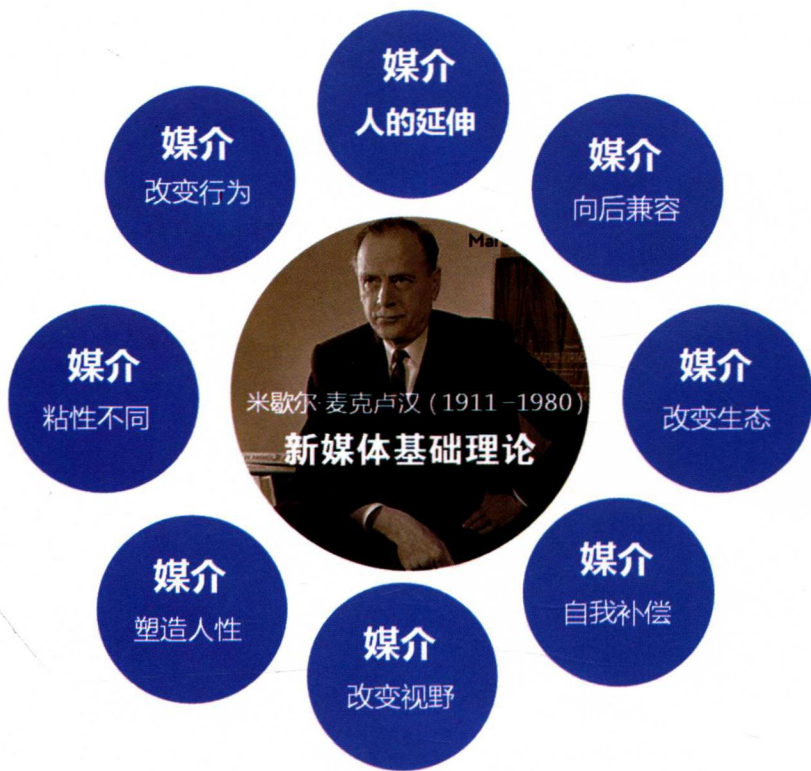 媒介
人的延伸
媒介
向后兼容
媒介
改变生态
媒介
自我补偿
媒介
改变视野
媒介
塑造人性
媒介
粘性不同
媒介
改变行为
米歇尔·麦克卢汉(1911-1980)
新媒体基础理论